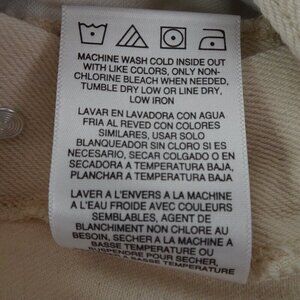 MACHINE WASH COLD INSIDE OUT
WITH LIKE COLORS, ONLY NON-
CHLORINE BLEACH WHEN NEEDED,
TUMBLE DRY LOW OR LINE DRY,
LOW IRON
LAVAR EN LAVADORA CON AGUA
FRIA AL REVED CON COLORES
SIMILARES, USAR SOLO
BLANQUEADOR SIN CLORO SI ES
NECESARIO, SECAR COLGADO O EN
SECADORA A TEMPERATURA BAJA,
PLANCHAR A TEMPERATURA BAJA
LAVER A L'ENVERS A LA MACHINE
A L'EAU FROIDE AVEC COULEURS
SEMBLABLES, AGENT DE
BLANCHIMENT NON CHLORE AU
BESOIN, SECHER A LA MACHINE A
BASSE TEMPERATURE OU
SUSPENDRE POUR SECHER,
A BASSE TEMPERATURE